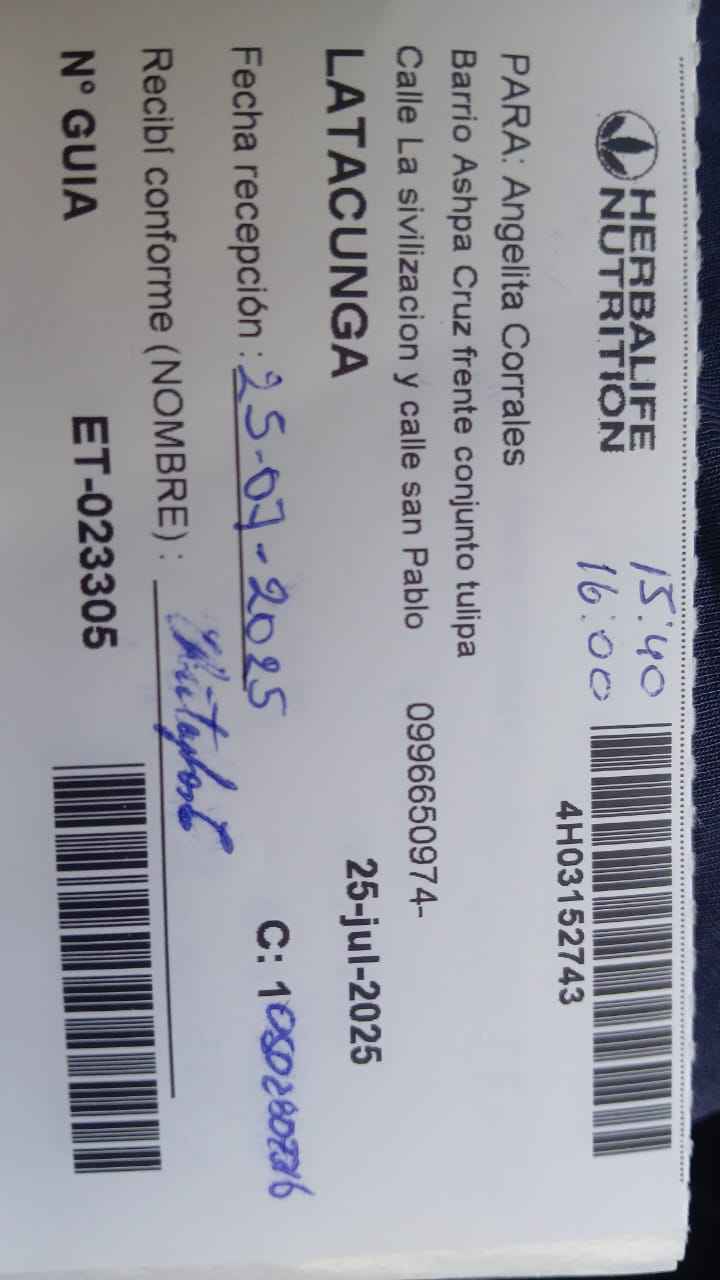 HERBALIFE
NUTRITION
15:40
16:00
4H03152743
PARA: Angelita Corrales
Barrio Ashpa Cruz frente conjunto tulipa
Calle La sivilizacion y calle san Pablo 0996650974-
LATACUNGA 25-jul-2025
Fecha recepción : 25-07-2025 C: 1
Recibí conforme (NOMBRE) :
N° GUIA ET-023305